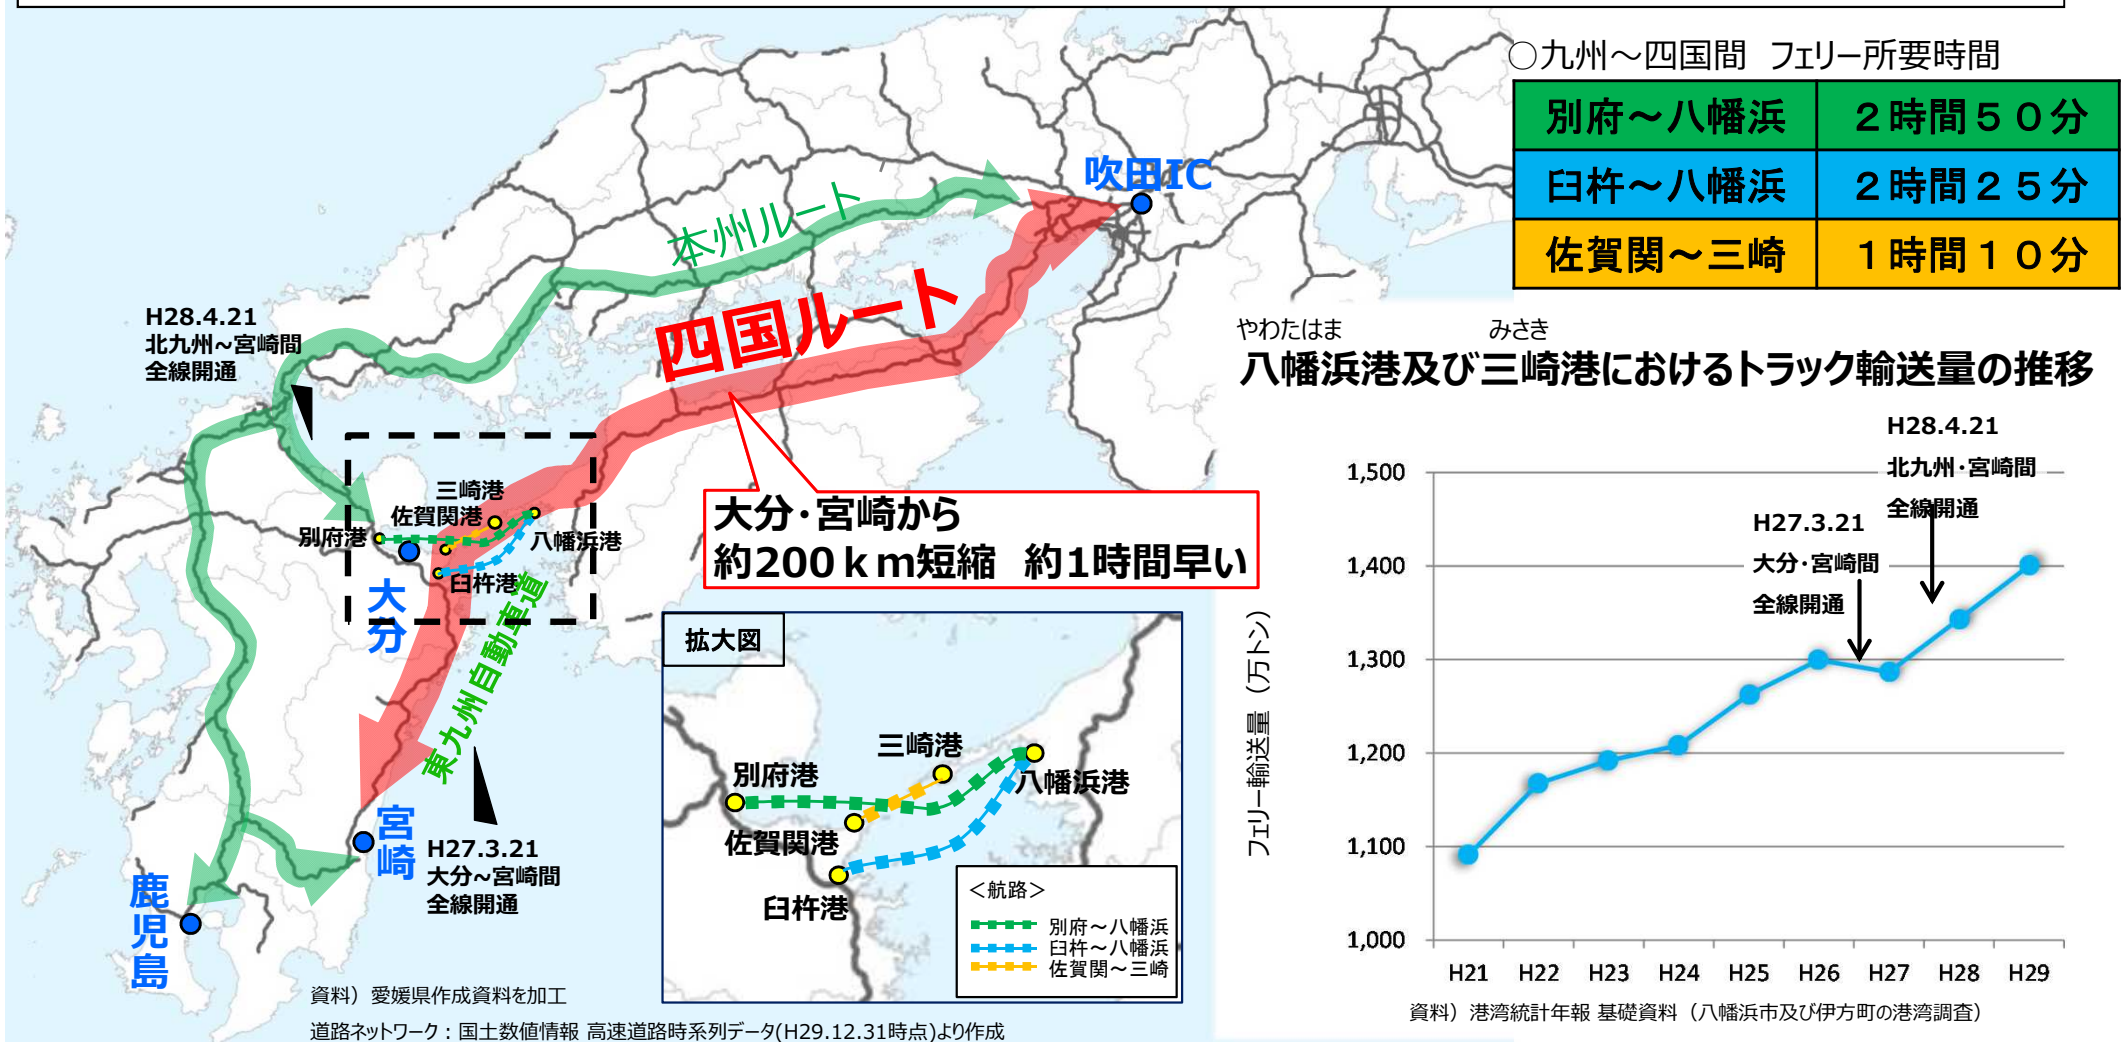 ○九州～四国間 フェリー所要時間
別府～八幡浜 ２時間５０分
臼杵～八幡浜 ２時間２５分
佐賀関～三崎 １時間１０分
吹田IC
本州ルート
四国ルート
H28.4.21
北九州~宮崎間
全線開通
三崎港
佐賀関港
別府港
八幡浜港
臼杵港
大分
東九州自動車道
大分・宮崎から
約200ｋｍ短縮 約1時間早い
宮崎
H27.3.21
大分~宮崎間
全線開通
鹿児島
拡大図
三崎港
別府港
八幡浜港
佐賀関港
臼杵港
＜航路＞
別府～八幡浜
臼杵～八幡浜
佐賀関～三崎
資料）愛媛県作成資料を加工
道路ネットワーク：国土数値情報 高速道路時系列データ(H29.12.31時点)より作成
やわたはま みさき
八幡浜港及び三崎港におけるトラック輸送量の推移
H28.4.21
北九州・宮崎間
全線開通
H27.3.21
大分・宮崎間
全線開通
フェリー輸送量（万トン）
1,500
1,400
1,300
1,200
1,100
1,000
H21 H22 H23 H24 H25 H26 H27 H28 H29
資料）港湾統計年報 基礎資料（八幡浜市及び伊方町の港湾調査）